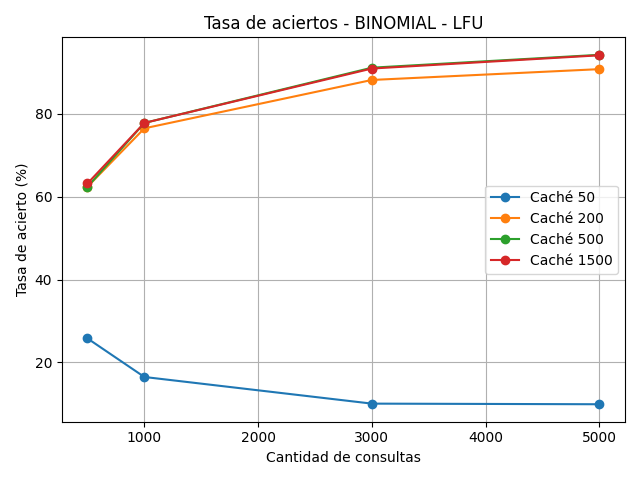 Tasa de aciertos - BINOMIAL - LFU
Tasa de acierto (%)
80
60
40
20
Caché 50
Caché 200
Caché 500
Caché 1500
1000 2000 3000 4000 5000
Cantidad de consultas